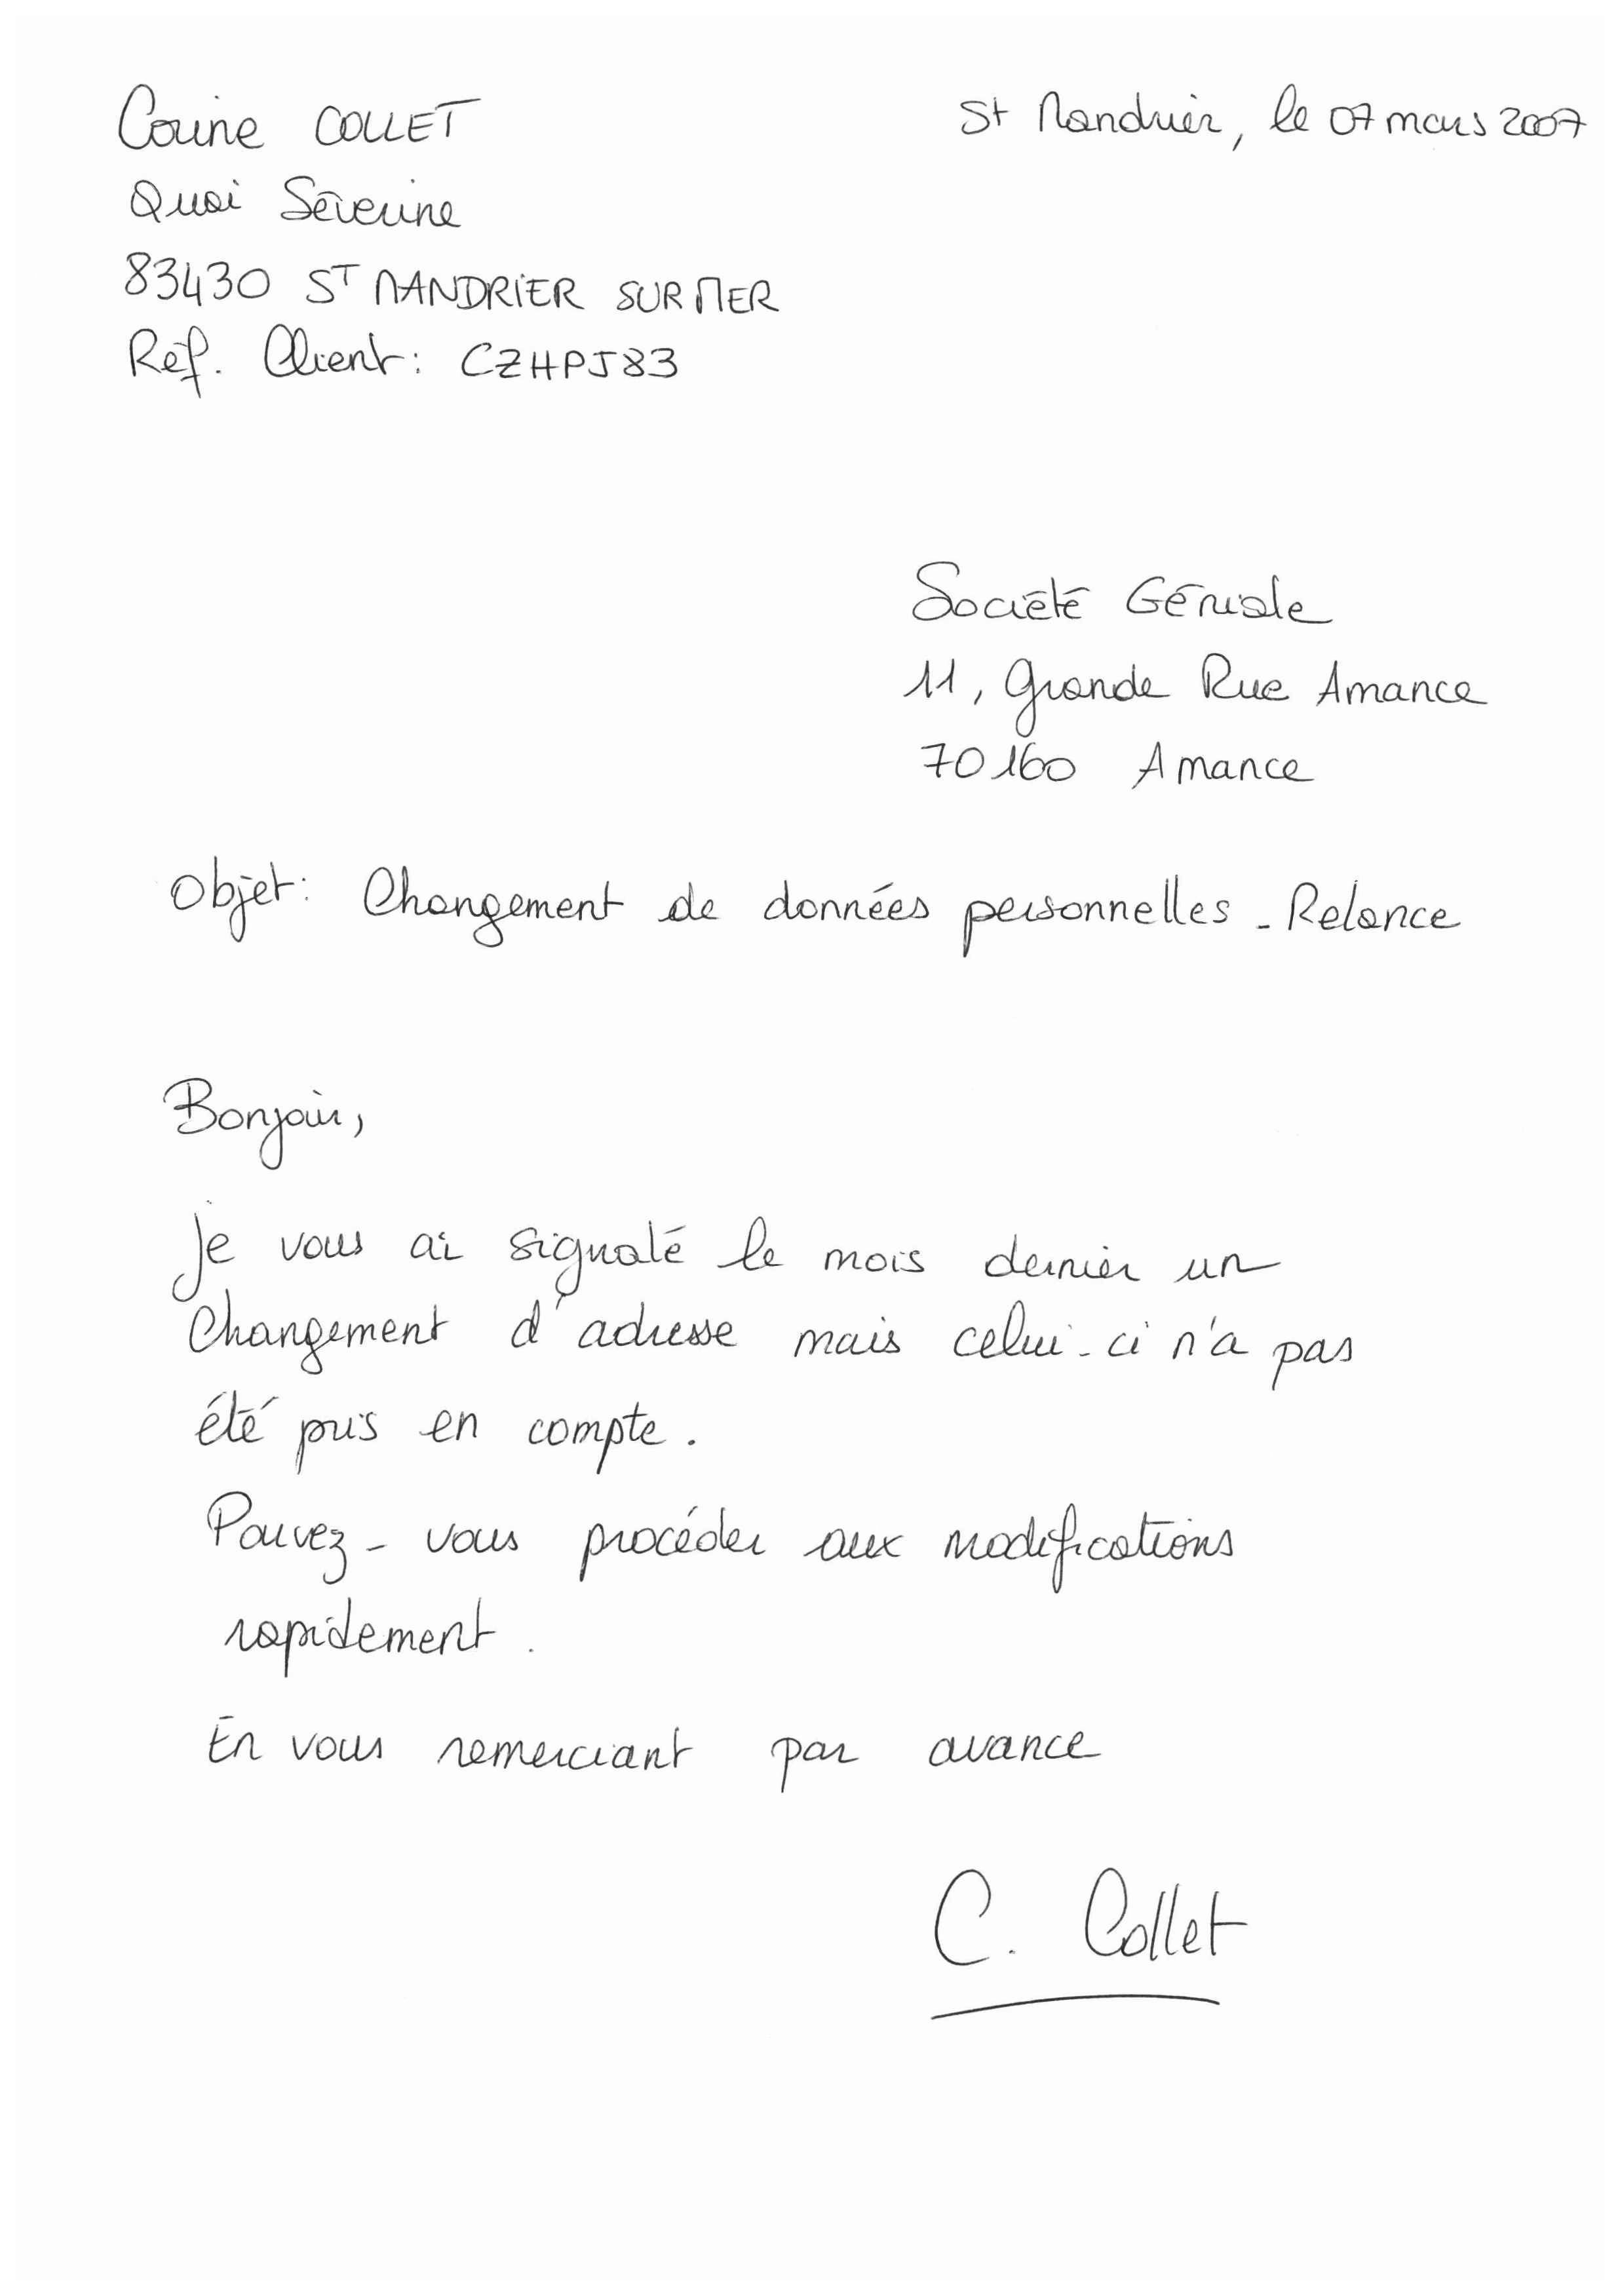 Corine COLLET
St Mandrier, le 07 mars 2007
Quai Séverine
83430 ST MANDRIER SUR MER
Réf. Client : CZHPJ83
Société Géniale
11, Grande Rue Amance
70160 Amance
Objet : Changement de données personnelles - Relance
Bonjour,
Je vous ai signalé le mois dernier un
changement d'adresse mais celui-ci n'a pas
été pris en compte.
Pouvez-vous procéder aux modifications
rapidement.
En vous remerciant par avance
C. Collet